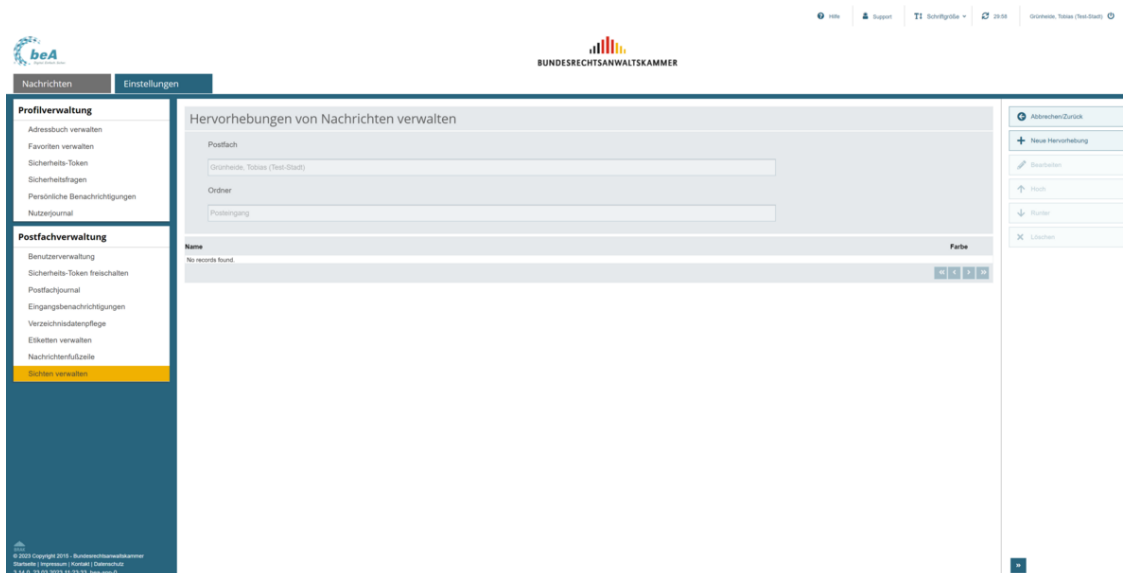 Hilfe
Support
Schriftgröße
29:58
Grünheide, Tobias (Test-Stadt)
beA
BUNDESRECHTSANWALTSKAMMER
Nachrichten
Einstellungen
Profilverwaltung
Adressbuch verwalten
Favoriten verwalten
Sicherheits-Token
Sicherheitsfragen
Persönliche Benachrichtigungen
Nutzerjournal
Postfachverwaltung
Benutzerverwaltung
Sicherheits-Token freischalten
Postfachjournal
Eingangsbenachrichtigungen
Verzeichnisdatenpflege
Etiketten verwalten
Nachrichtenfußzeile
Sichten verwalten
© 2023 Copyright 2015 - Bundesrechtsanwaltskammer
Startseite | Impressum | Kontakt | Datenschutz
Hervorhebungen von Nachrichten verwalten
Postfach
Grünheide, Tobias (Test-Stadt)
Ordner
Posteingang
Name Farbe
No records found.
Abbrechen/Zurück
Neue Hervorhebung
Bearbeiten
Hoch
Runter
Löschen